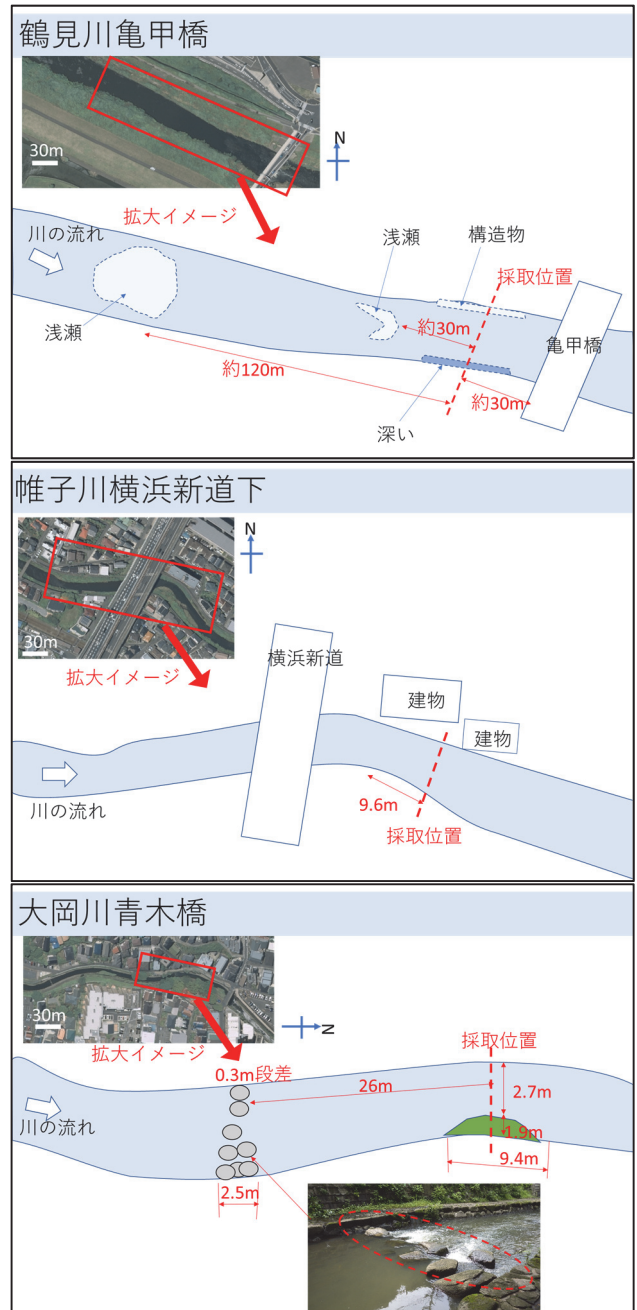 鶴見川亀甲橋
30m
N
拡大イメージ
川の流れ
浅瀬
浅瀬
構造物
採取位置
約30m
亀甲橋
約120m
約30m
深い
帷子川横浜新道下
30m
N
拡大イメージ
横浜新道
建物
建物
川の流れ
9.6m
採取位置
大岡川青木橋
30m
N
拡大イメージ
0.3m段差
採取位置
26m
2.7m
川の流れ
1.9m
9.4m
2.5m